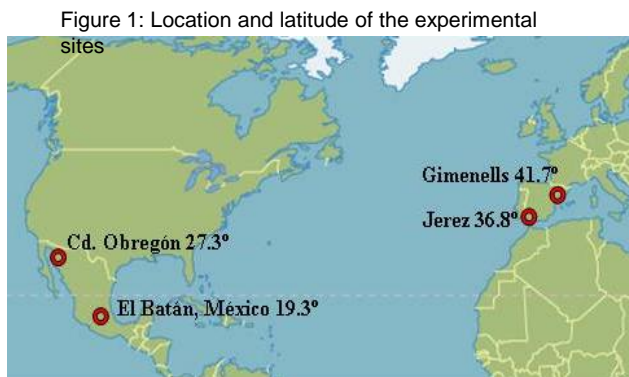 Figure 1: Location and latitude of the experimental
sites
Gimenells 41.7º
Jerez 36.8º
Cd. Obregón 27.3º
El Batán, México 19.3º